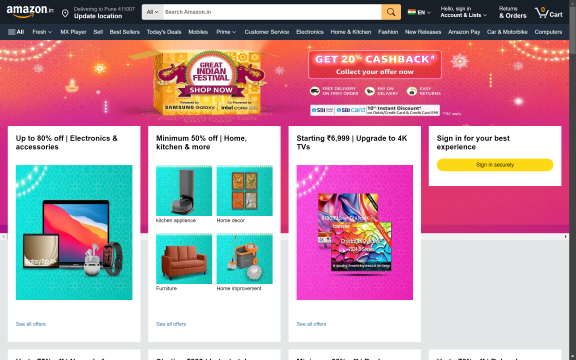 amazon.in
Delivering to Pune 411007
Update location
All
Search Amazon.in
EN
Hello, sign in
Account & Lists
Returns
& Orders
0
Cart
All
Fresh
MX Player
Sell
Best Sellers
Today's Deals
Mobiles
Prime
Customer Service
Electronics
Home & Kitchen
Fashion
New Releases
Amazon Pay
Car & Motorbike
Computers
GREAT
INDIAN
FESTIVAL
SHOP NOW
Powered by
SAMSUNG Galaxy
Co-Powered by
intel core
GET 20% CASHBACK
Collect your offer now
FREE DELIVERY
ON FIRST ORDER
PAY ON
DELIVERY
EASY
RETURNS
SBI card
10% Instant Discount*
on Debit/Credit Card & Credit Card EMI
*T&C apply
Up to 80% off | Electronics &
accessories
See all offers
Minimum 50% off | Home,
kitchen & more
kitchen appliance
Home decor
Furniture
Home improvement
See all offers
Starting ₹6,999 | Upgrade to 4K
TVs
See all offers
Sign in for your best
experience
Sign in securely